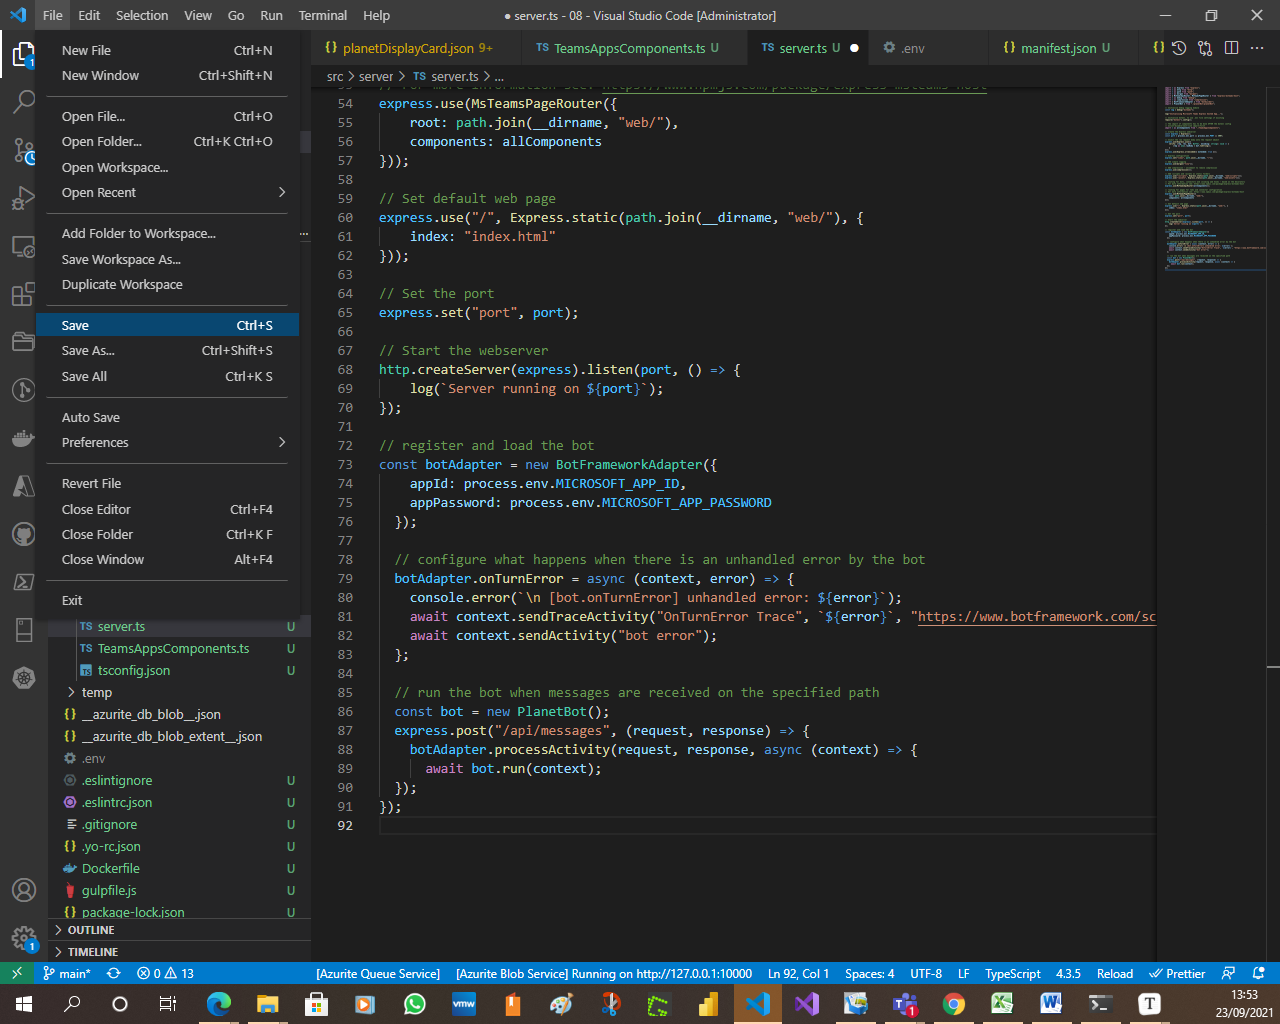 File Edit Selection View Go Run Terminal Help
● server.ts - 08 - Visual Studio Code [Administrator]
New File Ctrl+N
New Window Ctrl+Shift+N
Open File... Ctrl+O
Open Folder... Ctrl+K Ctrl+O
Open Workspace...
Open Recent
Add Folder to Workspace...
Save Workspace As...
Duplicate Workspace
Save Ctrl+S
Save As... Ctrl+Shift+S
Save All Ctrl+K S
Auto Save
Preferences
Revert File
Close Editor Ctrl+F4
Close Folder Ctrl+K F
Close Window Alt+F4
Exit
TS server.ts U
TS TeamsAppsComponents.ts U
tsconfig.json U
temp
{} __azurite_db_blob__.json
{} __azurite_db_blob_extent__.json
.env
.eslintignore U
.eslintrc.json U
.gitignore U
{} .yo-rc.json U
Dockerfile U
gulpfile.js U
{} package-lock.json U
OUTLINE
TIMELINE
{} planetDisplayCard.json 9+
TS TeamsAppsComponents.ts U
TS server.ts U ●
.env
{} manifest.json U
src > server > TS server.ts > ...
53 // For more information see: https://www.npmjs.com/package/express-msteams-host
54 express.use(MsTeamsPageRouter({
55 root: path.join(__dirname, "web/"),
56 components: allComponents
57 }));
58
59 // Set default web page
60 express.use("/", Express.static(path.join(__dirname, "web/"), {
61 index: "index.html"
62 }));
63
64 // Set the port
65 express.set("port", port);
66
67 // Start the webserver
68 http.createServer(express).listen(port, () => {
69 log(`Server running on ${port}`);
70 });
71
72 // register and load the bot
73 const botAdapter = new BotFrameworkAdapter({
74 appId: process.env.MICROSOFT_APP_ID,
75 appPassword: process.env.MICROSOFT_APP_PASSWORD
76 });
77
78 // configure what happens when there is an unhandled error by the bot
79 botAdapter.onTurnError = async (context, error) => {
80 console.error(`\n [bot.onTurnError] unhandled error: ${error}`);
81 await context.sendTraceActivity("OnTurnError Trace", `${error}`, "https://www.botframework.com/sc
82 await context.sendActivity("bot error");
83 };
84
85 // run the bot when messages are received on the specified path
86 const bot = new PlanetBot();
87 express.post("/api/messages", (request, response) => {
88 botAdapter.processActivity(request, response, async (context) => {
89 await bot.run(context);
90 });
91 });
92
main* 0 13 [Azurite Queue Service] [Azurite Blob Service] Running on http://127.0.0.1:10000 Ln 92, Col 1 Spaces: 4 UTF-8 LF TypeScript 4.3.5 Reload Prettier
vmw
13:53
23/09/2021